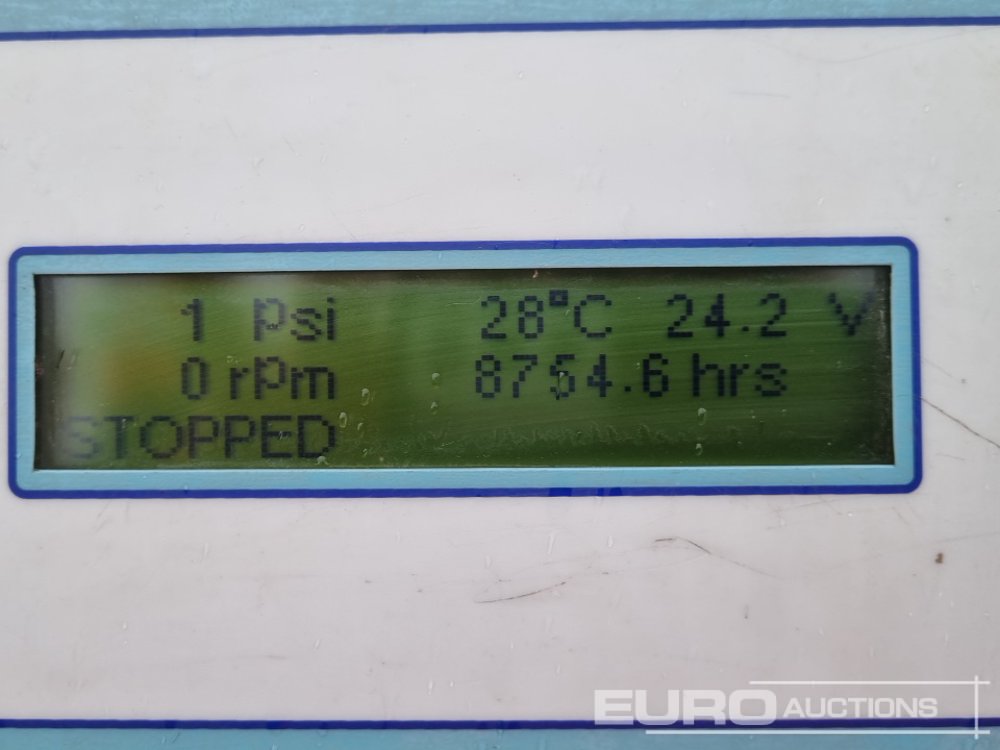 1 Psi 28°C 24.2 V
0 rPm 8754.6 hrs
STOPPED
EURO AUCTIONS